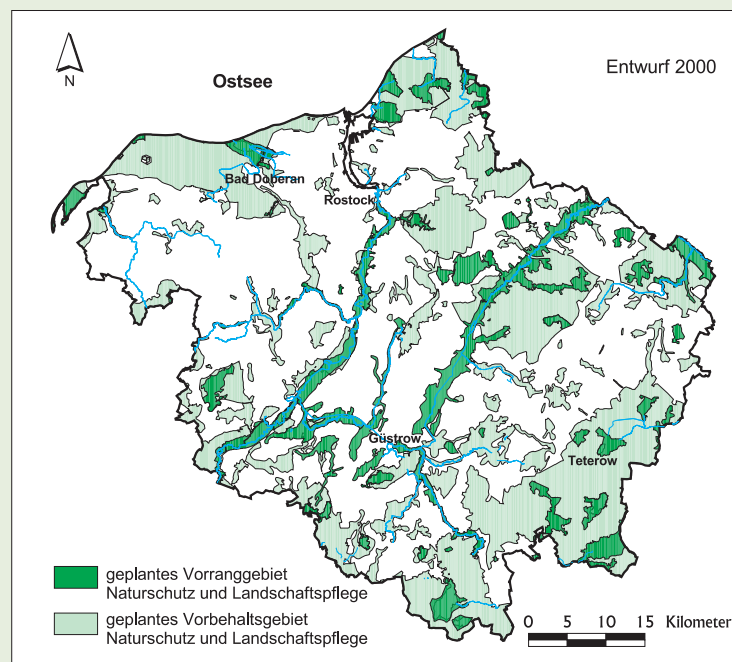 Entwurf 2000
Ostsee
N
Bad Doberan
Rostock
Güstrow
Teterow
geplantes Vorranggebiet
Naturschutz und Landschaftspflege
geplantes Vorbehaltsgebiet
Naturschutz und Landschaftspflege
0 5 10 15 Kilometer